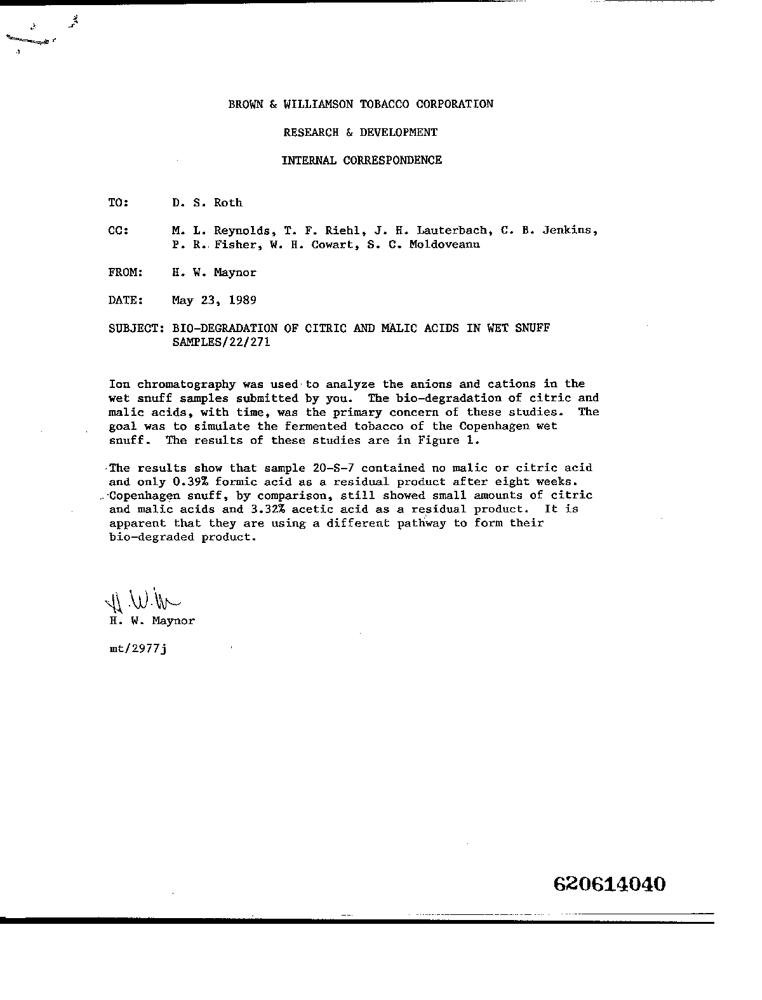 BROWN & WILLIAMSON TOBACCO CORPORATION
RESEARCH & DEVELOPMENT
INTERNAL CORRESPONDENCE
TO: D. S. Roth
CC: M. L. Reynolds, T. F. Riehl, J. H. Lauterbach, C. B. Jenkins,
P. R. Fisher, W. H. Cowart, S. C. Moldoveanu
FROM: H. W. Maynor
DATE: May 23, 1989
SUBJECT: BIO-DEGRADATION OF CITRIC AND MALIC ACIDS IN WET SNUFF
SAMPLES/22/271
Ion chromatography was used to analyze the anions and cations in the
wet snuff samples submitted by you. The bio-degradation of citric and
malic acids, with time, was the primary concern of these studies. The
goal was to simulate the fermented tobacco of the Copenhagen wet
snuff. The results of these studies are in Figure 1.
The results show that sample 20-S-7 contained no malic or citric acid
and only 0.39% formic acid as a residual product after eight weeks.
Copenhagen snuff, by comparison, still showed small amounts of citric
and malic acids and 3.32% acetic acid as a residual product. It is
apparent that they are using a different pathway to form their
bio-degraded product.
H. W. Maynor
mt/2977j
620614040